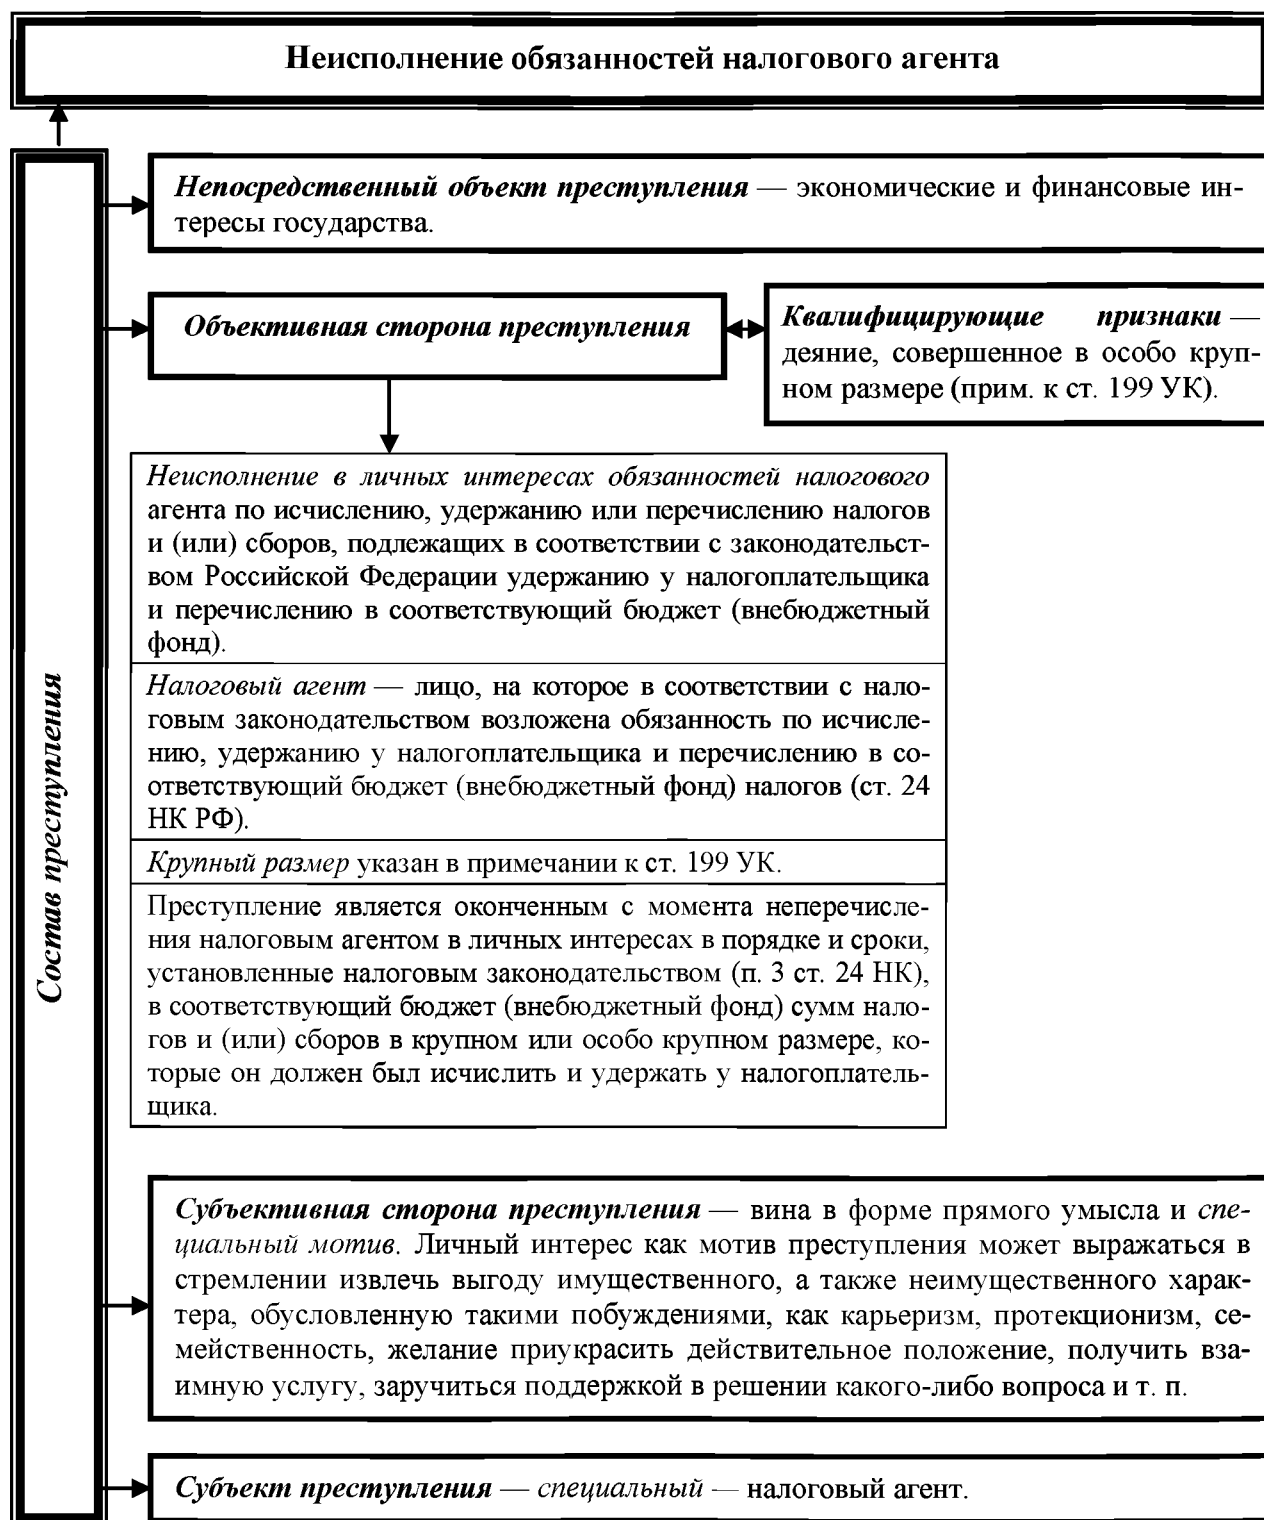 Неисполнение обязанностей налогового агента
Состав преступления
Непосредственный объект преступления — экономические и финансовые ин-
тересы государства.
Объективная сторона преступления
Квалифицирующие признаки —
деяние, совершенное в особо круп-
ном размере (прим. к ст. 199 УК).
Неисполнение в личных интересах обязанностей налогового
агента по исчислению, удержанию или перечислению налогов
и (или) сборов, подлежащих в соответствии с законодательст-
вом Российской Федерации удержанию у налогоплательщика
и перечислению в соответствующий бюджет (внебюджетный
фонд).
Налоговый агент — лицо, на которое в соответствии с нало-
говым законодательством возложена обязанность по исчисле-
нию, удержанию у налогоплательщика и перечислению в со-
ответствующий бюджет (внебюджетный фонд) налогов (ст. 24
НК РФ).
Крупный размер указан в примечании к ст. 199 УК.
Преступление является оконченным с момента неперечисле-
ния налоговым агентом в личных интересах в порядке и сроки,
установленные налоговым законодательством (п. 3 ст. 24 НК),
в соответствующий бюджет (внебюджетный фонд) сумм нало-
гов и (или) сборов в крупном или особо крупном размере, ко-
торые он должен был исчислить и удержать у налогоплатель-
щика.
Субъективная сторона преступления — вина в форме прямого умысла и спе-
циальный мотив. Личный интерес как мотив преступления может выражаться в
стремлении извлечь выгоду имущественного, а также неимущественного харак-
тера, обусловленную такими побуждениями, как карьеризм, протекционизм, се-
мейственность, желание приукрасить действительное положение, получить вза-
имную услугу, заручиться поддержкой в решении какого-либо вопроса и т. п.
Субъект преступления — специальный — налоговый агент.